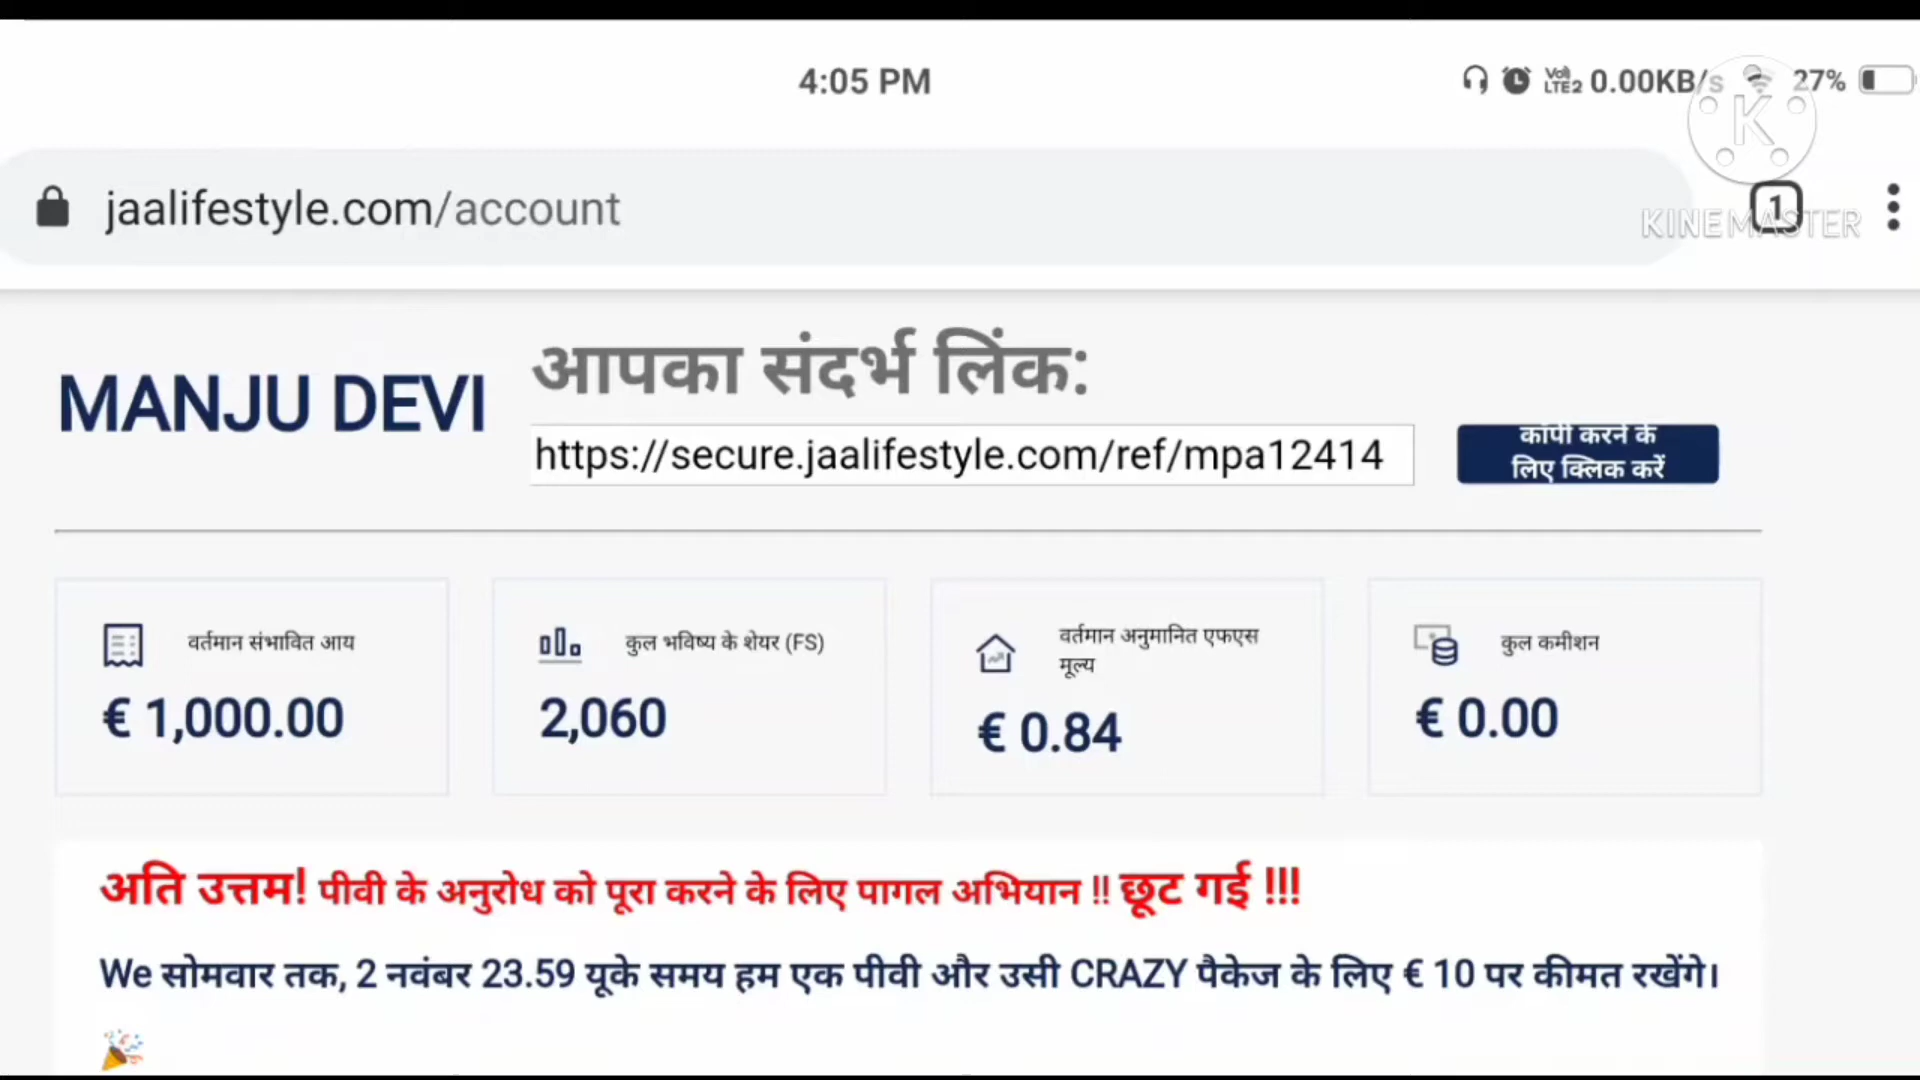 4:05 PM
Vo)) LTE2 0.00KB/s 27%
jaalifestyle.com/account
1
KINEMASTER
MANJU DEVI
आपका संदर्भ लिंक:
https://secure.jaalifestyle.com/ref/mpa12414
कॉपी करने के
लिए क्लिक करें
वर्तमान संभावित आय
€ 1,000.00
कुल भविष्य के शेयर (FS)
2,060
वर्तमान अनुमानित एफएस
मूल्य
€ 0.84
कुल कमीशन
€ 0.00
अति उत्तम! पीवी के अनुरोध को पूरा करने के लिए पागल अभियान !! छूट गई !!!
We सोमवार तक, 2 नवंबर 23.59 यूके समय हम एक पीवी और उसी CRAZY पैकेज के लिए € 10 पर कीमत रखेंगे।